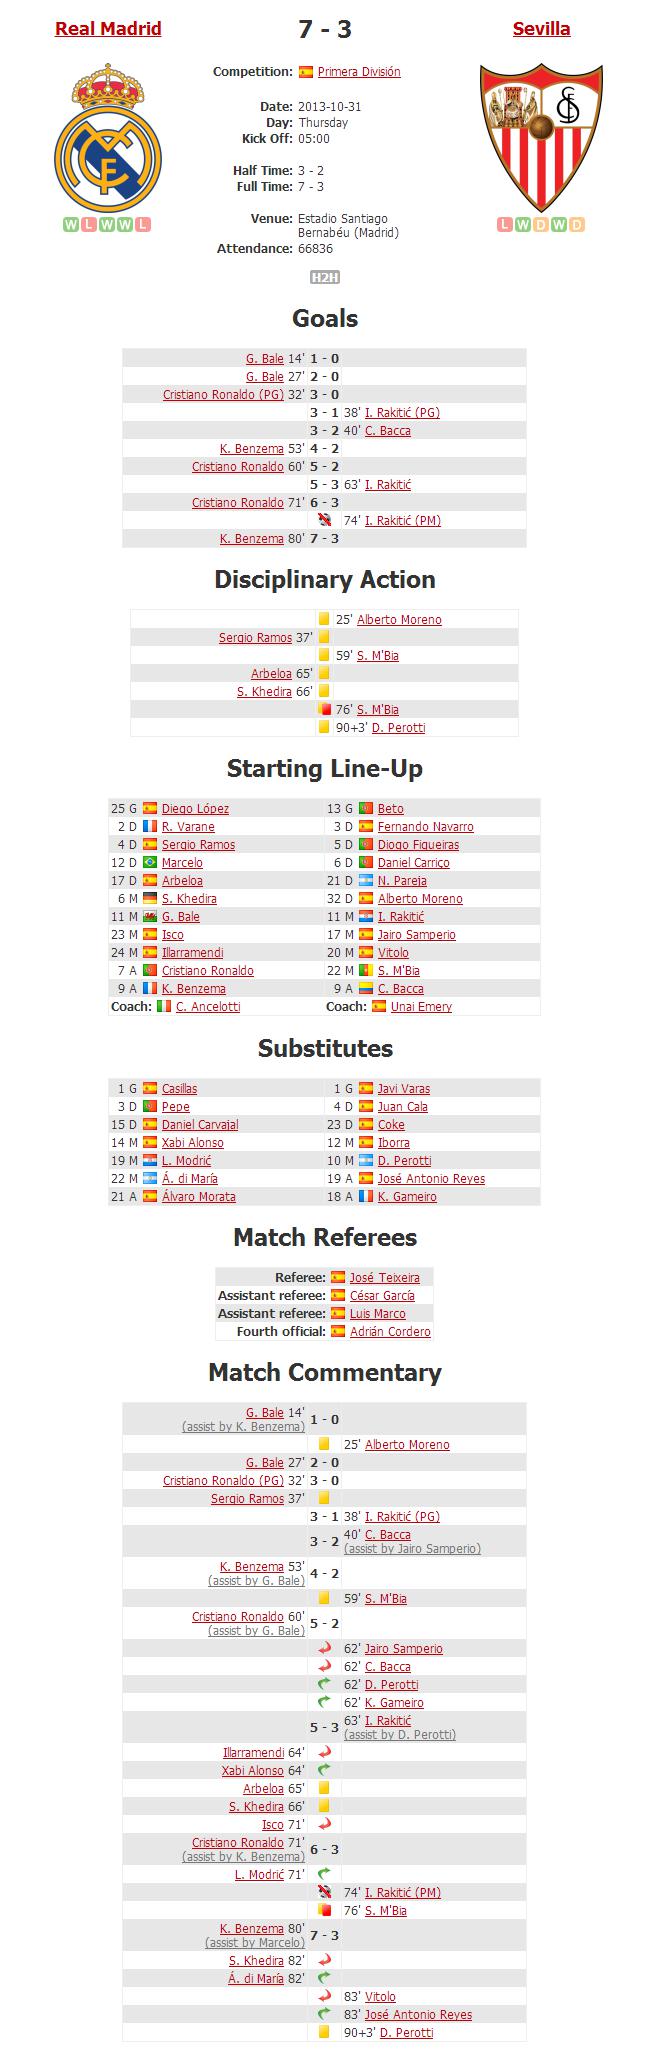 Real Madrid 7 - 3 Sevilla
Competition: Primera División
Date: 2013-10-31
Day: Thursday
Kick Off: 05:00
Half Time: 3 - 2
Full Time: 7 - 3
Venue: Estadio Santiago
Bernabéu (Madrid)
Attendance: 66836
W L W W L
L W D W D
H2H
Goals
G. Bale 14' 1 - 0
G. Bale 27' 2 - 0
Cristiano Ronaldo (PG) 32' 3 - 0
3 - 1 38' I. Rakitić (PG)
3 - 2 40' C. Bacca
K. Benzema 53' 4 - 2
Cristiano Ronaldo 60' 5 - 2
5 - 3 63' I. Rakitić
Cristiano Ronaldo 71' 6 - 3
74' I. Rakitić (PM)
K. Benzema 80' 7 - 3
Disciplinary Action
25' Alberto Moreno
Sergio Ramos 37'
59' S. M'Bia
Arbeloa 65'
S. Khedira 66'
76' S. M'Bia
90+3' D. Perotti
Starting Line-Up
25 G Diego López 13 G Beto
2 D R. Varane 3 D Fernando Navarro
4 D Sergio Ramos 5 D Diogo Figueiras
12 D Marcelo 6 D Daniel Carriço
17 D Arbeloa 21 D N. Pareja
6 M S. Khedira 32 D Alberto Moreno
11 M G. Bale 11 M I. Rakitić
23 M Isco 17 M Jairo Samperio
24 M Illarramendi 20 M Vitolo
7 A Cristiano Ronaldo 22 M S. M'Bia
9 A K. Benzema 9 A C. Bacca
Coach: C. Ancelotti Coach: Unai Emery
Substitutes
1 G Casillas 1 G Javi Varas
3 D Pepe 4 D Juan Cala
15 D Daniel Carvajal 23 D Coke
14 M Xabi Alonso 12 M Iborra
19 M L. Modrić 10 M D. Perotti
22 M Á. di María 19 A José Antonio Reyes
21 A Álvaro Morata 18 A K. Gameiro
Match Referees
Referee: José Teixeira
Assistant referee: César García
Assistant referee: Luis Marco
Fourth official: Adrián Cordero
Match Commentary
G. Bale 14' 1 - 0
(assist by K. Benzema)
25' Alberto Moreno
G. Bale 27' 2 - 0
Cristiano Ronaldo (PG) 32' 3 - 0
Sergio Ramos 37'
3 - 1 38' I. Rakitić (PG)
3 - 2 40' C. Bacca
(assist by Jairo Samperio)
K. Benzema 53' 4 - 2
(assist by G. Bale)
59' S. M'Bia
Cristiano Ronaldo 60' 5 - 2
(assist by G. Bale)
62' Jairo Samperio
62' C. Bacca
62' D. Perotti
62' K. Gameiro
5 - 3 63' I. Rakitić
(assist by D. Perotti)
Illarramendi 64'
Xabi Alonso 64'
Arbeloa 65'
S. Khedira 66'
Isco 71'
Cristiano Ronaldo 71' 6 - 3
(assist by K. Benzema)
L. Modrić 71'
74' I. Rakitić (PM)
76' S. M'Bia
K. Benzema 80' 7 - 3
(assist by Marcelo)
S. Khedira 82'
Á. di María 82'
83' Vitolo
83' José Antonio Reyes
90+3' D. Perotti